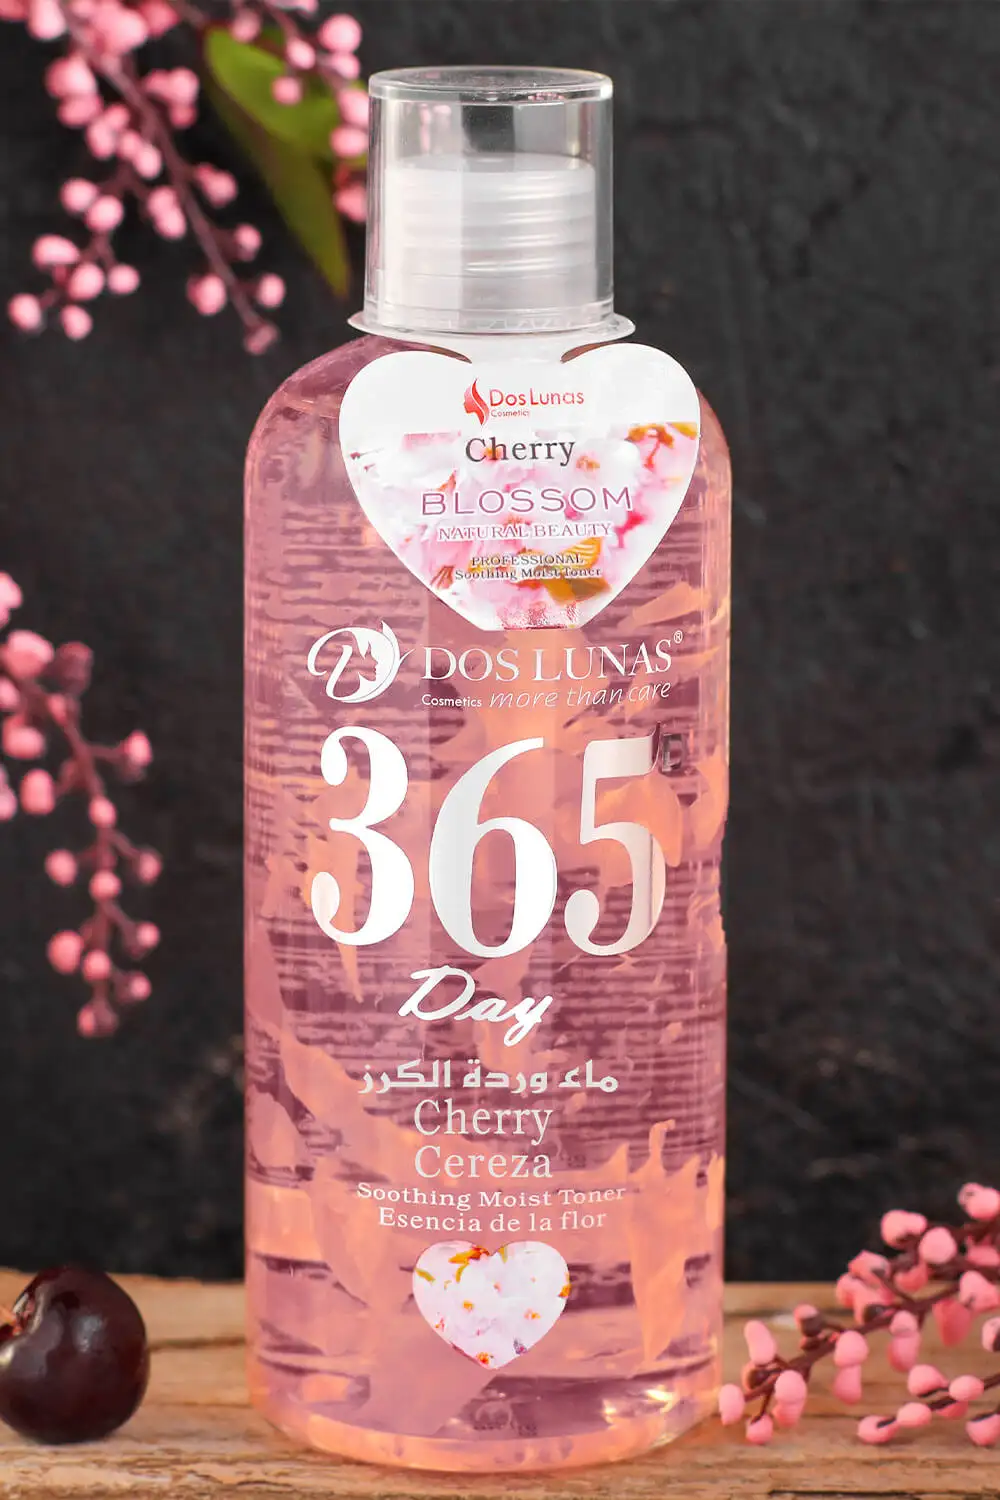 Dos Lunas
Cosmetics
Cherry
BLOSSOM
NATURAL BEAUTY
PROFESSIONAL
Soothing Moist Toner
DOS LUNAS®
Cosmetics more than care
365
Day
ماء وردة الكرز
Cherry
Cereza
Soothing Moist Toner
Esencia de la flor